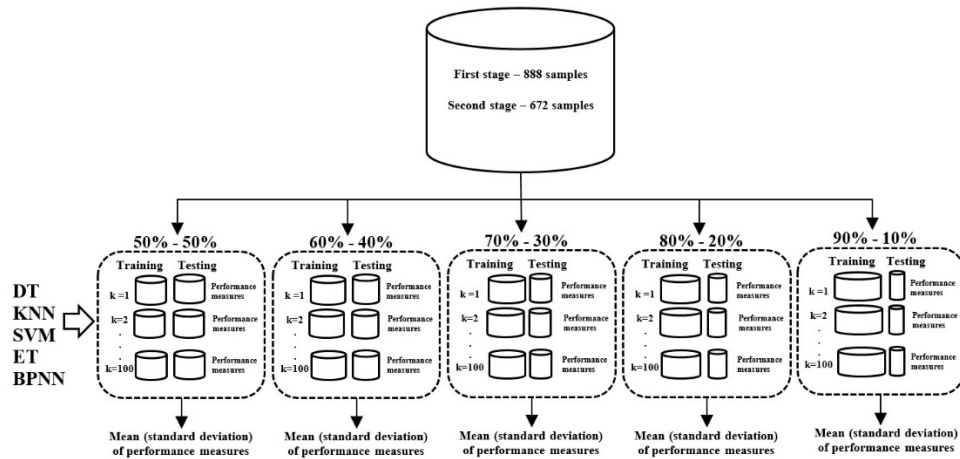 First stage – 888 samples
Second stage – 672 samples
50% - 50%
60% - 40%
70% - 30%
80% - 20%
90% - 10%
DT
KNN
SVM
ET
BPNN
Training Testing
k =1
Performance
measures
k=2
Performance
measures
.
.
.
k=100
Performance
measures
Training Testing
k =1
Performance
measures
k=2
Performance
measures
.
.
.
k=100
Performance
measures
Training Testing
k =1
Performance
measures
k=2
Performance
measures
.
.
.
k=100
Performance
measures
Training Testing
k =1
Performance
measures
k=2
Performance
measures
.
.
.
k=100
Performance
measures
Training Testing
k =1
Performance
measures
k=2
Performance
measures
.
.
.
k=100
Performance
measures
Mean (standard deviation)
of performance measures
Mean (standard deviation)
of performance measures
Mean (standard deviation)
of performance measures
Mean (standard deviation)
of performance measures
Mean (standard deviation)
of performance measures